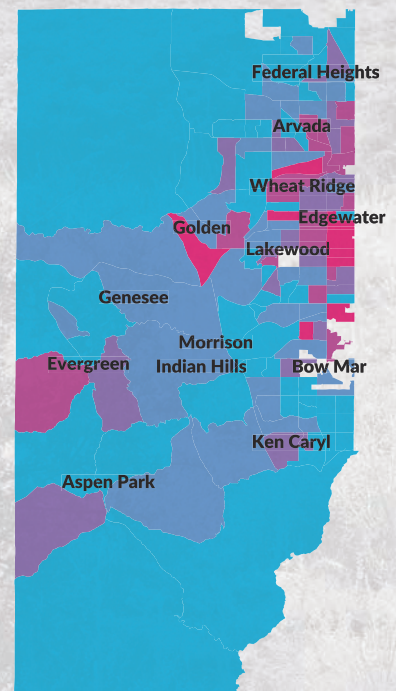 Federal Heights
Arvada
Wheat Ridge
Edgewater
Golden
Lakewood
Genesee
Morrison
Evergreen
Indian Hills
Bow Mar
Ken Caryl
Aspen Park